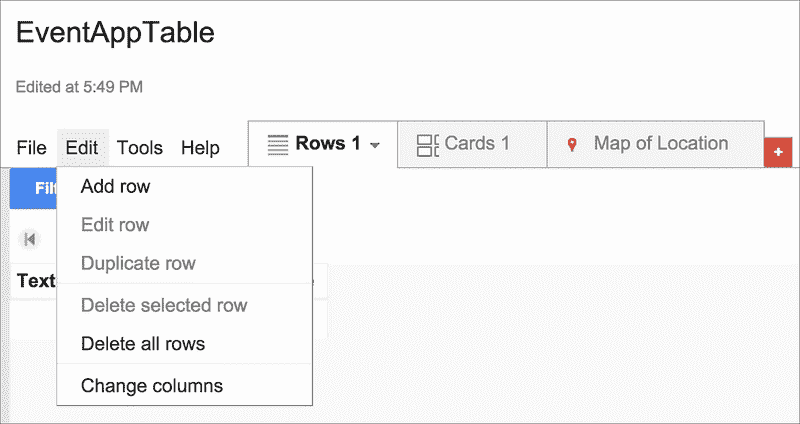 EventAppTable
Edited at 5:49 PM
File Edit Tools Help Rows 1 Cards 1 Map of Location +
Filt
Add row
Edit row
Duplicate row
Text
Delete selected row
Delete all rows
Change columns